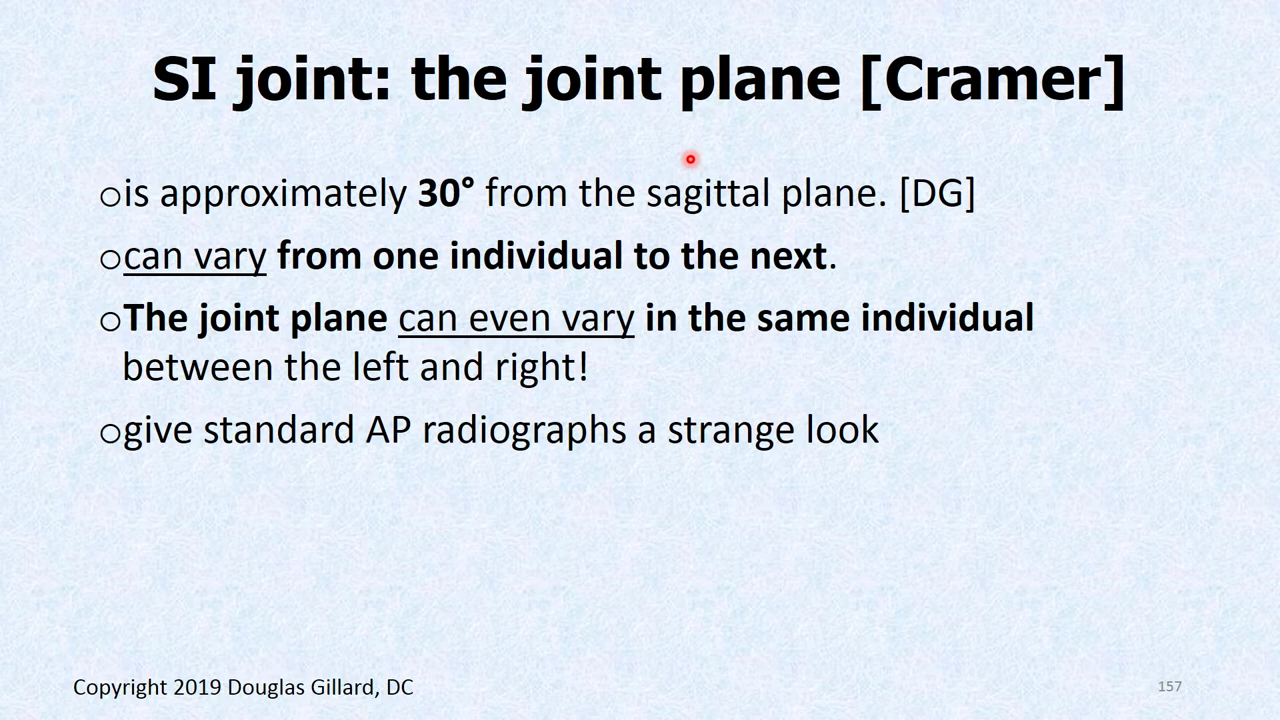 SI joint: the joint plane [Cramer]
○is approximately 30° from the sagittal plane. [DG]
○can vary from one individual to the next.
○The joint plane can even vary in the same individual
between the left and right!
○give standard AP radiographs a strange look
Copyright 2019 Douglas Gillard, DC
157